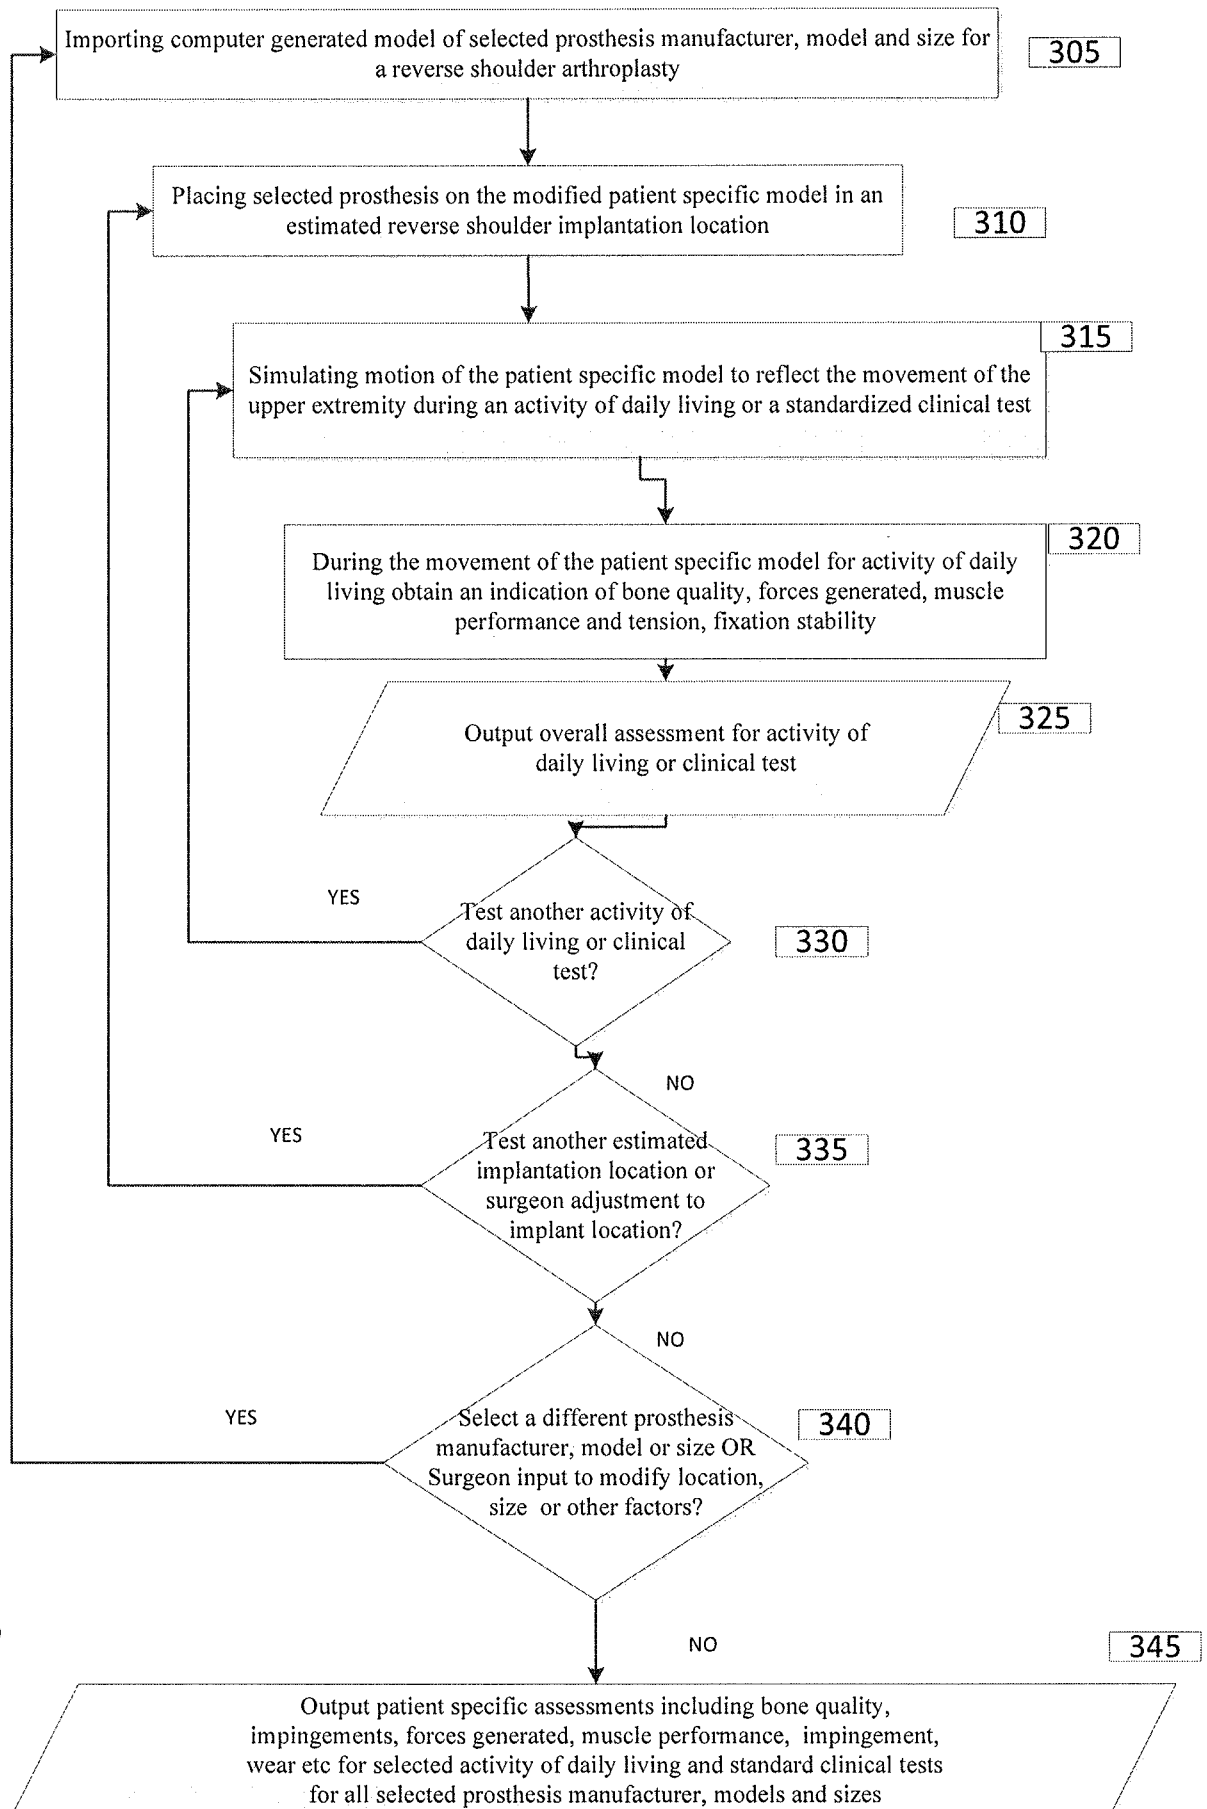 Importing computer generated model of selected prosthesis manufacturer, model and size for
a reverse shoulder arthroplasty
305
Placing selected prosthesis on the modified patient specific model in an
estimated reverse shoulder implantation location
310
315
Simulating motion of the patient specific model to reflect the movement of the
upper extremity during an activity of daily living or a standardized clinical test
320
During the movement of the patient specific model for activity of daily
living obtain an indication of bone quality, forces generated, muscle
performance and tension, fixation stability
325
Output overall assessment for activity of
daily living or clinical test
YES
Test another activity of
daily living or clinical
test?
330
NO
YES
Test another estimated
implantation location or
surgeon adjustment to
implant location?
335
NO
YES
Select a different prosthesis
manufacturer, model or size OR
Surgeon input to modify location,
size or other factors?
340
NO
345
Output patient specific assessments including bone quality,
impingements, forces generated, muscle performance, impingement,
wear etc for selected activity of daily living and standard clinical tests
for all selected prosthesis manufacturer, models and sizes